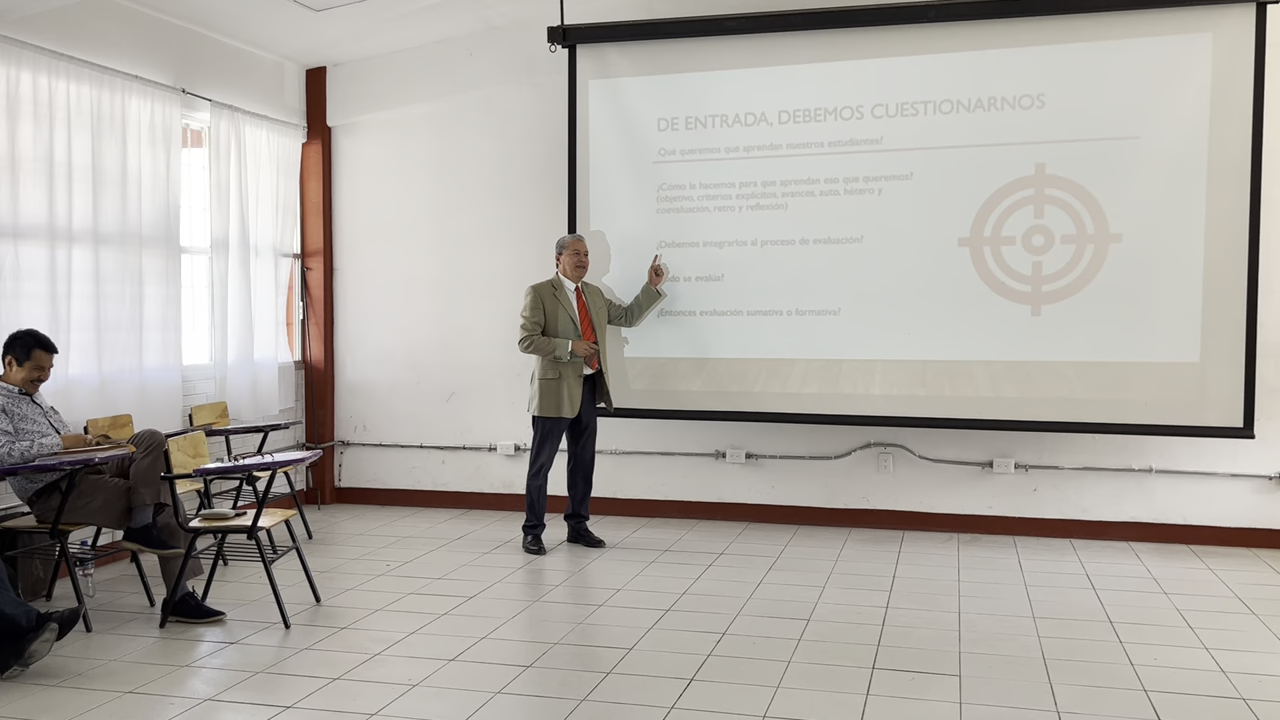 DE ENTRADA, DEBEMOS CUESTIONARNOS
¿Qué queremos que aprendan nuestros estudiantes?
¿Cómo le hacemos para que aprendan eso que queremos?
(objetivo, criterios explícitos, avances, auto, hétero y
coevaluación, retro y reflexión)
¿Debemos integrarlos al proceso de evaluación?
se evalúa?
¿Entonces evaluación sumativa o formativa?